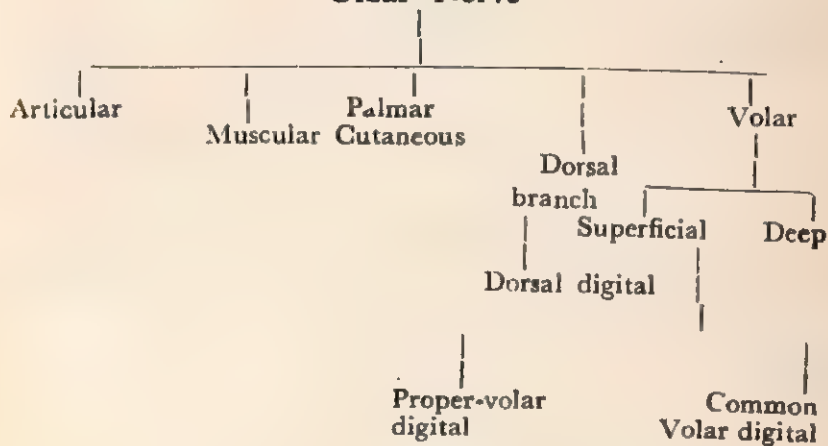 Articular
Muscular
Palmar
Cutaneous
Dorsal
branch
Volar
Superficial
Deep
Dorsal digital
Proper-volar
digital
Common
Volar digital